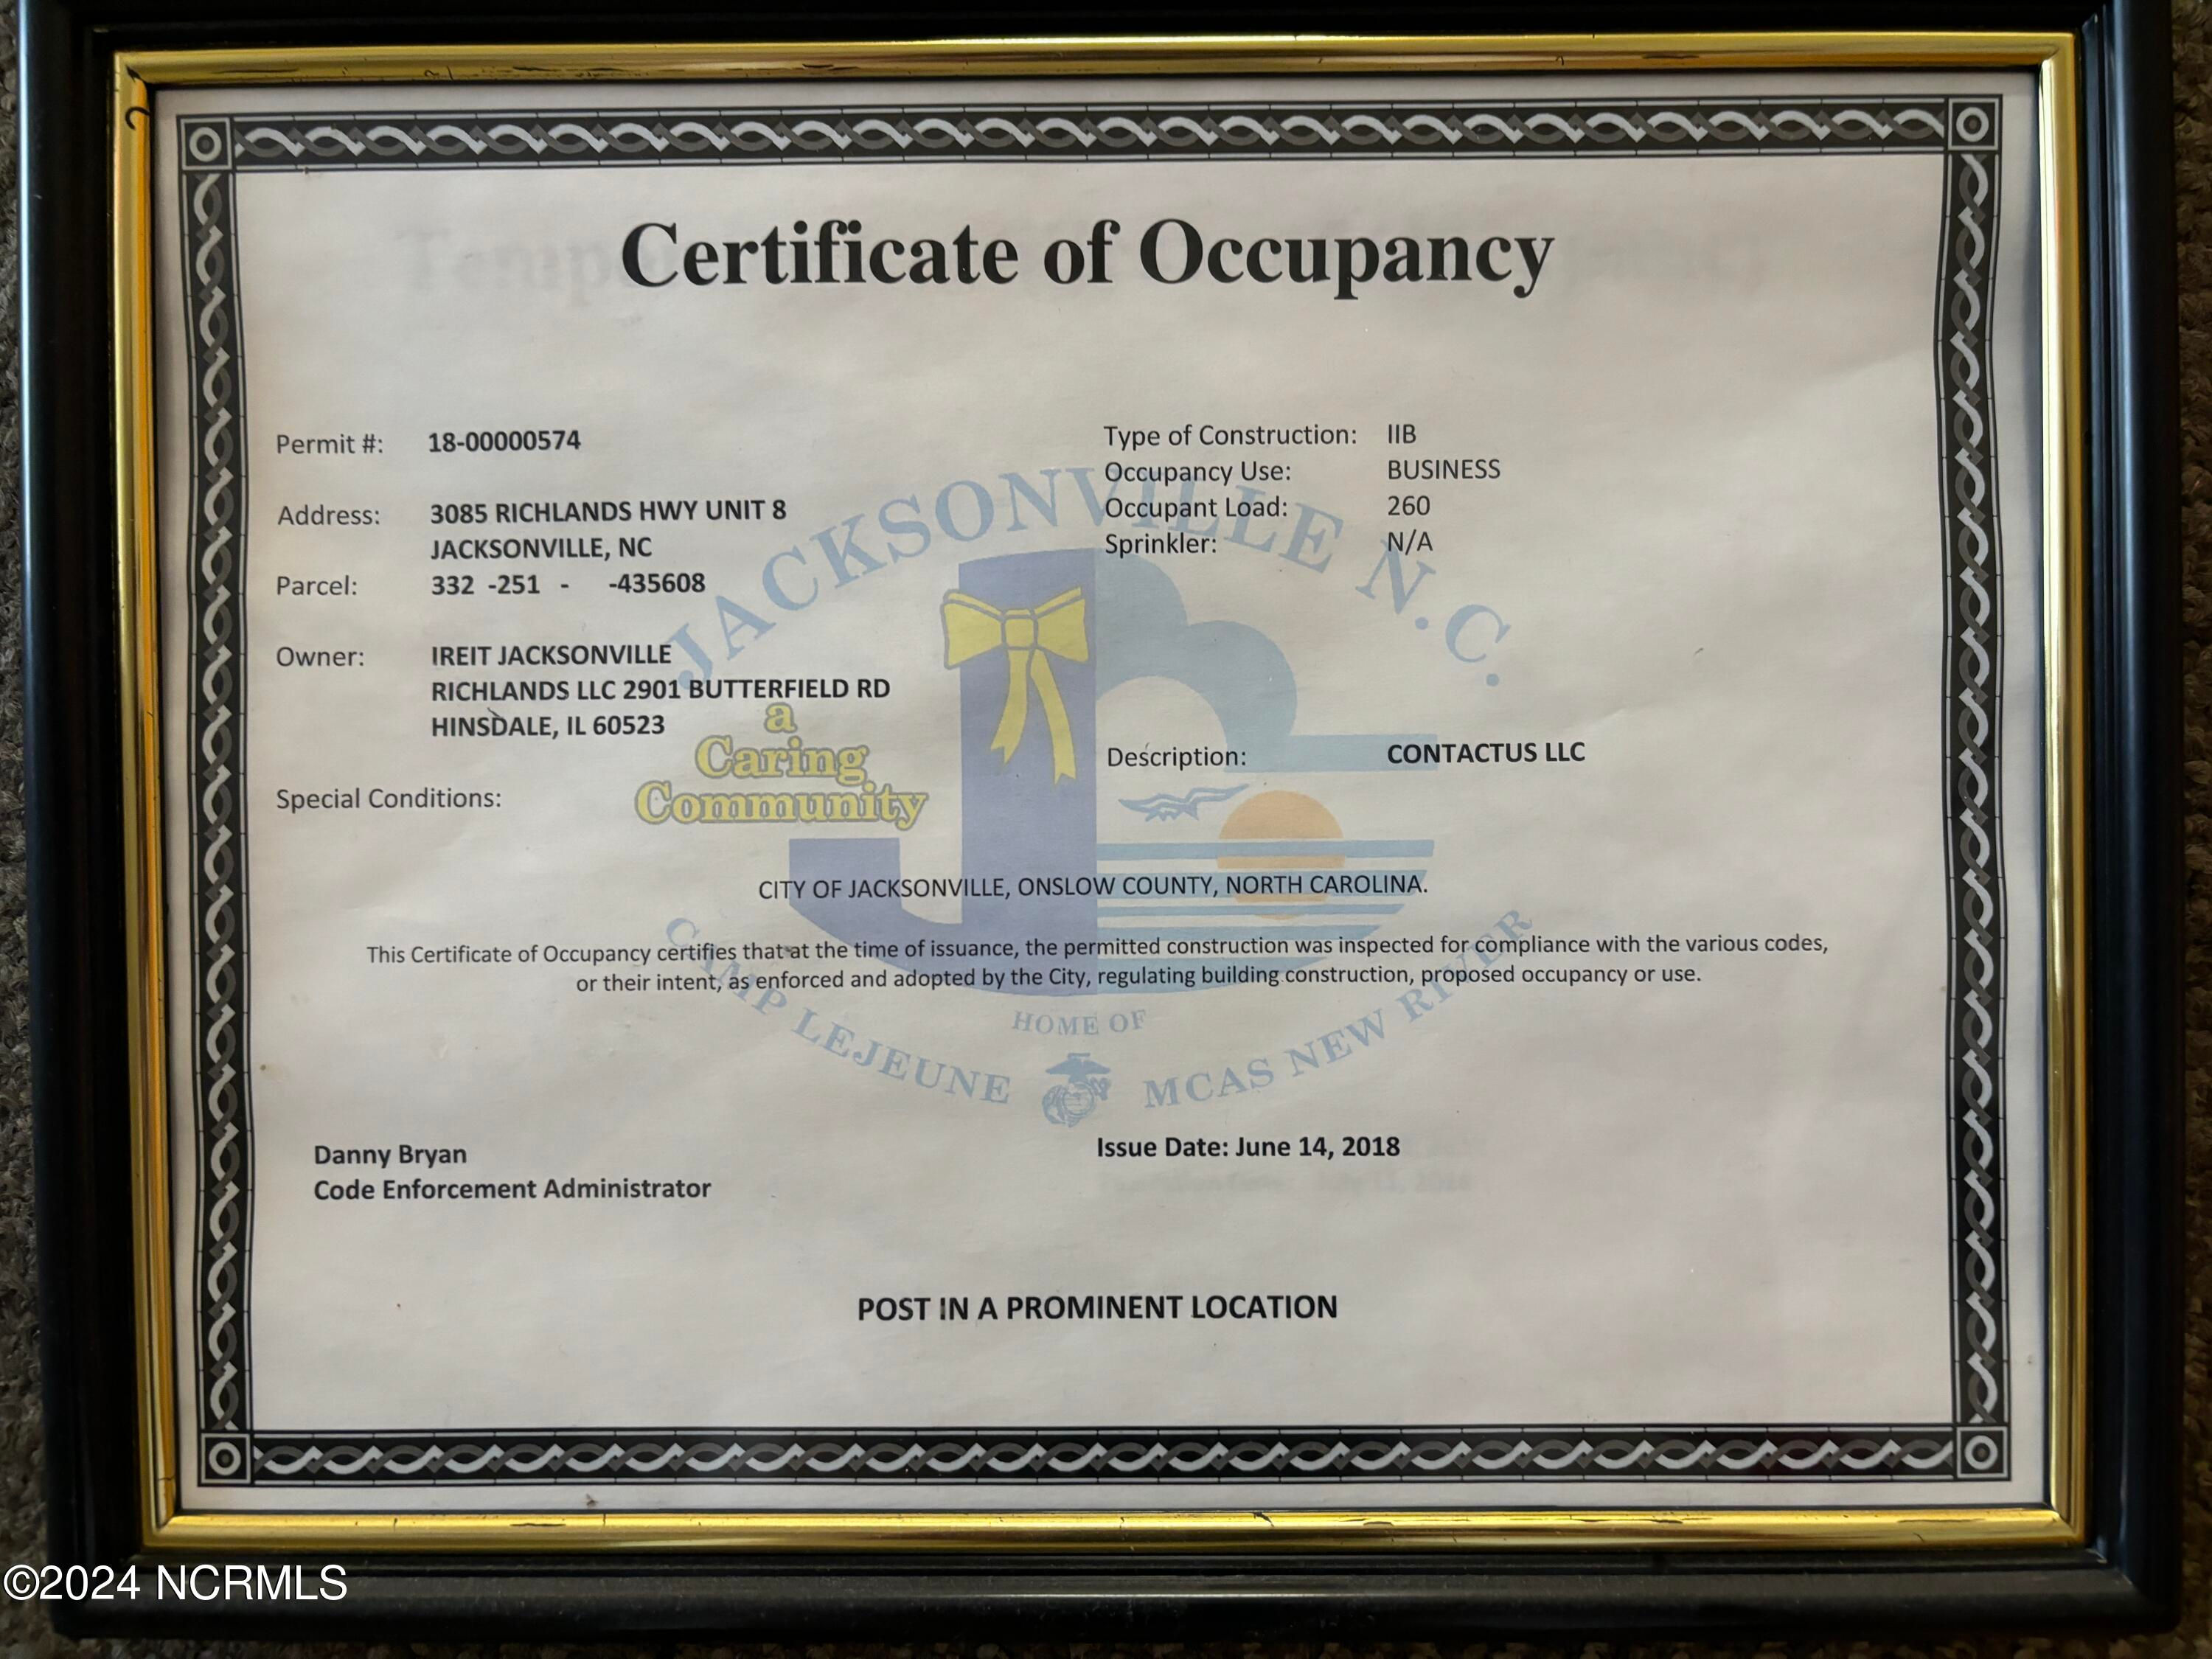 Certificate of Occupancy
Permit #: 18-00000574
Address: 3085 RICHLANDS HWY UNIT 8
JACKSONVILLE, NC
Parcel: 332 -251 - -435608
Owner: IREIT JACKSONVILLE
RICHLANDS LLC 2901 BUTTERFIELD RD
HINSDALE, IL 60523
Special Conditions:
Type of Construction: IIB
Occupancy Use: BUSINESS
Occupant Load: 260
Sprinkler: N/A
Description: CONTACTUS LLC
JACKSONVILLE N.C.
a
Caring
Community
CITY OF JACKSONVILLE, ONSLOW COUNTY, NORTH CAROLINA.
This Certificate of Occupancy certifies that at the time of issuance, the permitted construction was inspected for compliance with the various codes,
or their intent, as enforced and adopted by the City, regulating building construction, proposed occupancy or use.
HOME OF
CAMP LEJEUNE MCAS NEW RIVER
Danny Bryan
Code Enforcement Administrator
Issue Date: June 14, 2018
POST IN A PROMINENT LOCATION
©2024 NCRMLS